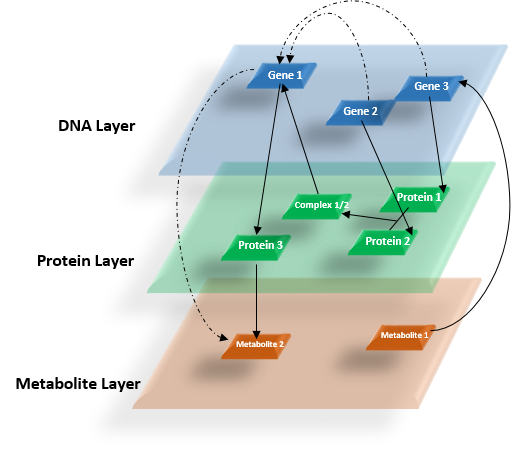 Gene 1
Gene 3
Gene 2
DNA Layer
Protein 1
Complex 1/2
Protein 2
Protein 3
Protein Layer
Metabolite 1
Metabolite 2
Metabolite Layer